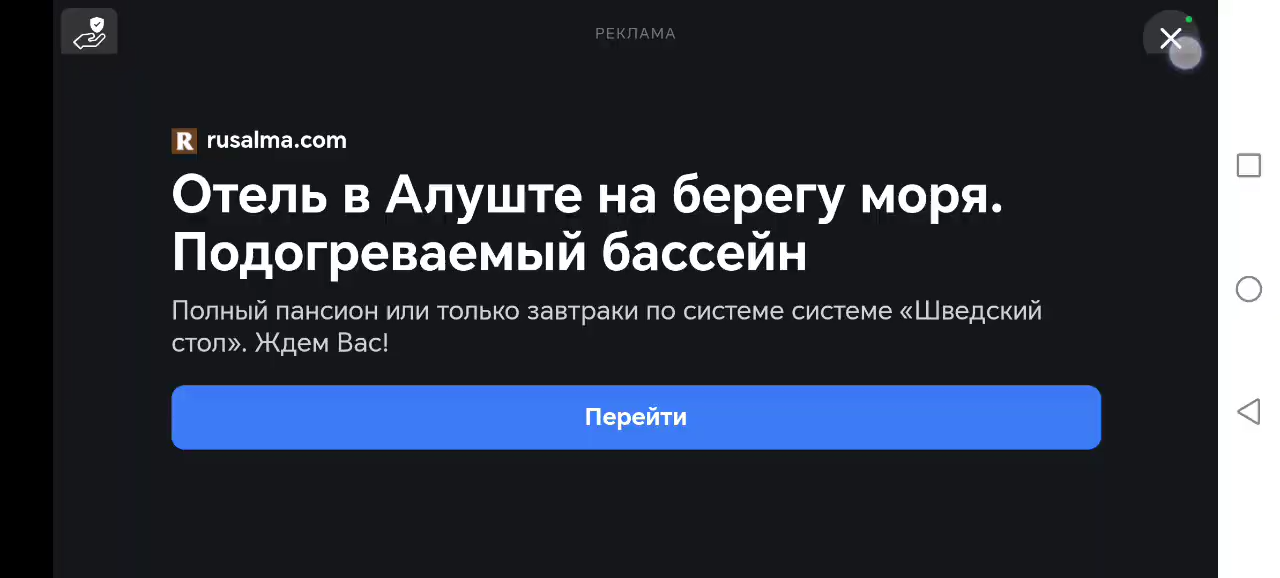 РЕКЛАМА
R rusalma.com
Отель в Алуште на берегу моря.
Подогреваемый бассейн
Полный пансион или только завтраки по системе системе «Шведский
стол». Ждем Вас!
Перейти